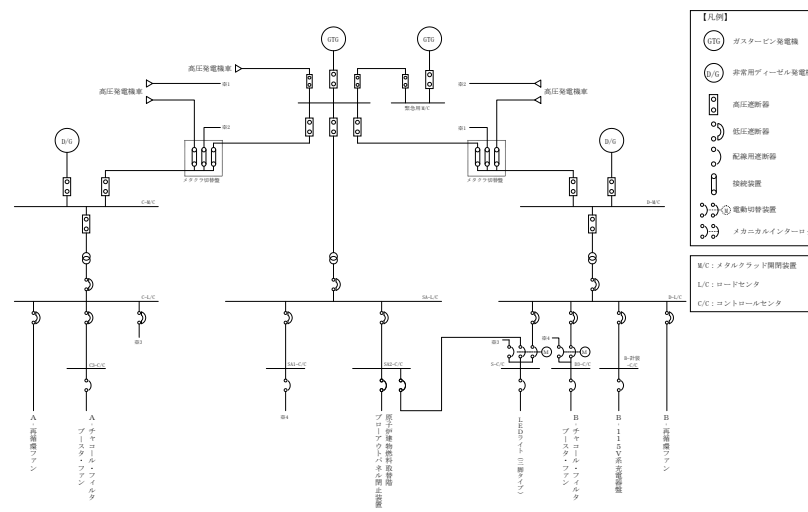 【凡例】
GTG
ガスタービン発電機
D/G
非常用ディーゼル発電機
高圧遮断器
低圧遮断器
配線用遮断器
接続装置
M
電動切替装置
メカニカルインターロ
M/C：メタルクラッド開閉装置
L/C：ロードセンタ
C/C：コントロールセンタ
GTG
GTG
高圧発電機車
※1
高圧発電機車
※2
高圧発電機車
緊急用M/C
※2
※1
D/G
D/G
メタクラ切替盤
メタクラ切替盤
C-M/C
D-M/C
C-L/C
SA-L/C
D-L/C
※3
※3
※4
M
M
C2-C/C
SA1-C/C
SA2-C/C
S-C/C
D3-C/C
B-計装
-C/C
※4
A-再循環ファン
A-チャコール・フィルタ
ブースタ・ファン
原子炉建物燃料取替階
ブローアウトパネル閉止装置
LEDライト（三脚タイプ）
B-チャコール・フィルタ
ブースタ・ファン
B-115V系充電器盤
B-再循環ファン